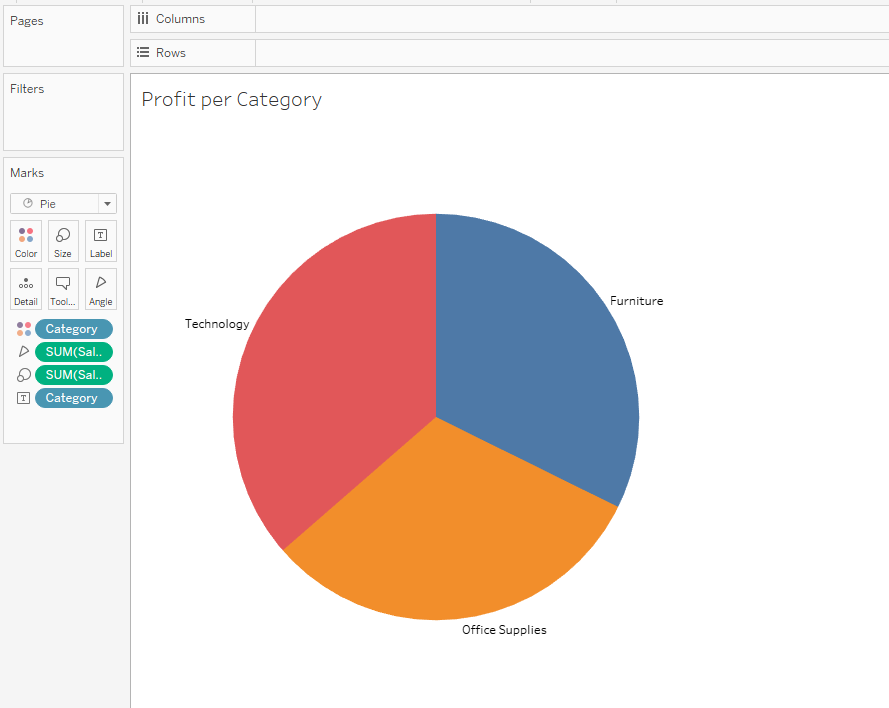 Pages
Columns
Rows
Filters
Profit per Category
Marks
Pie
Color
Size
T
Label
Detail
Tool...
Angle
Category
SUM(Sal..
SUM(Sal..
T
Category
Furniture
Technology
Office Supplies